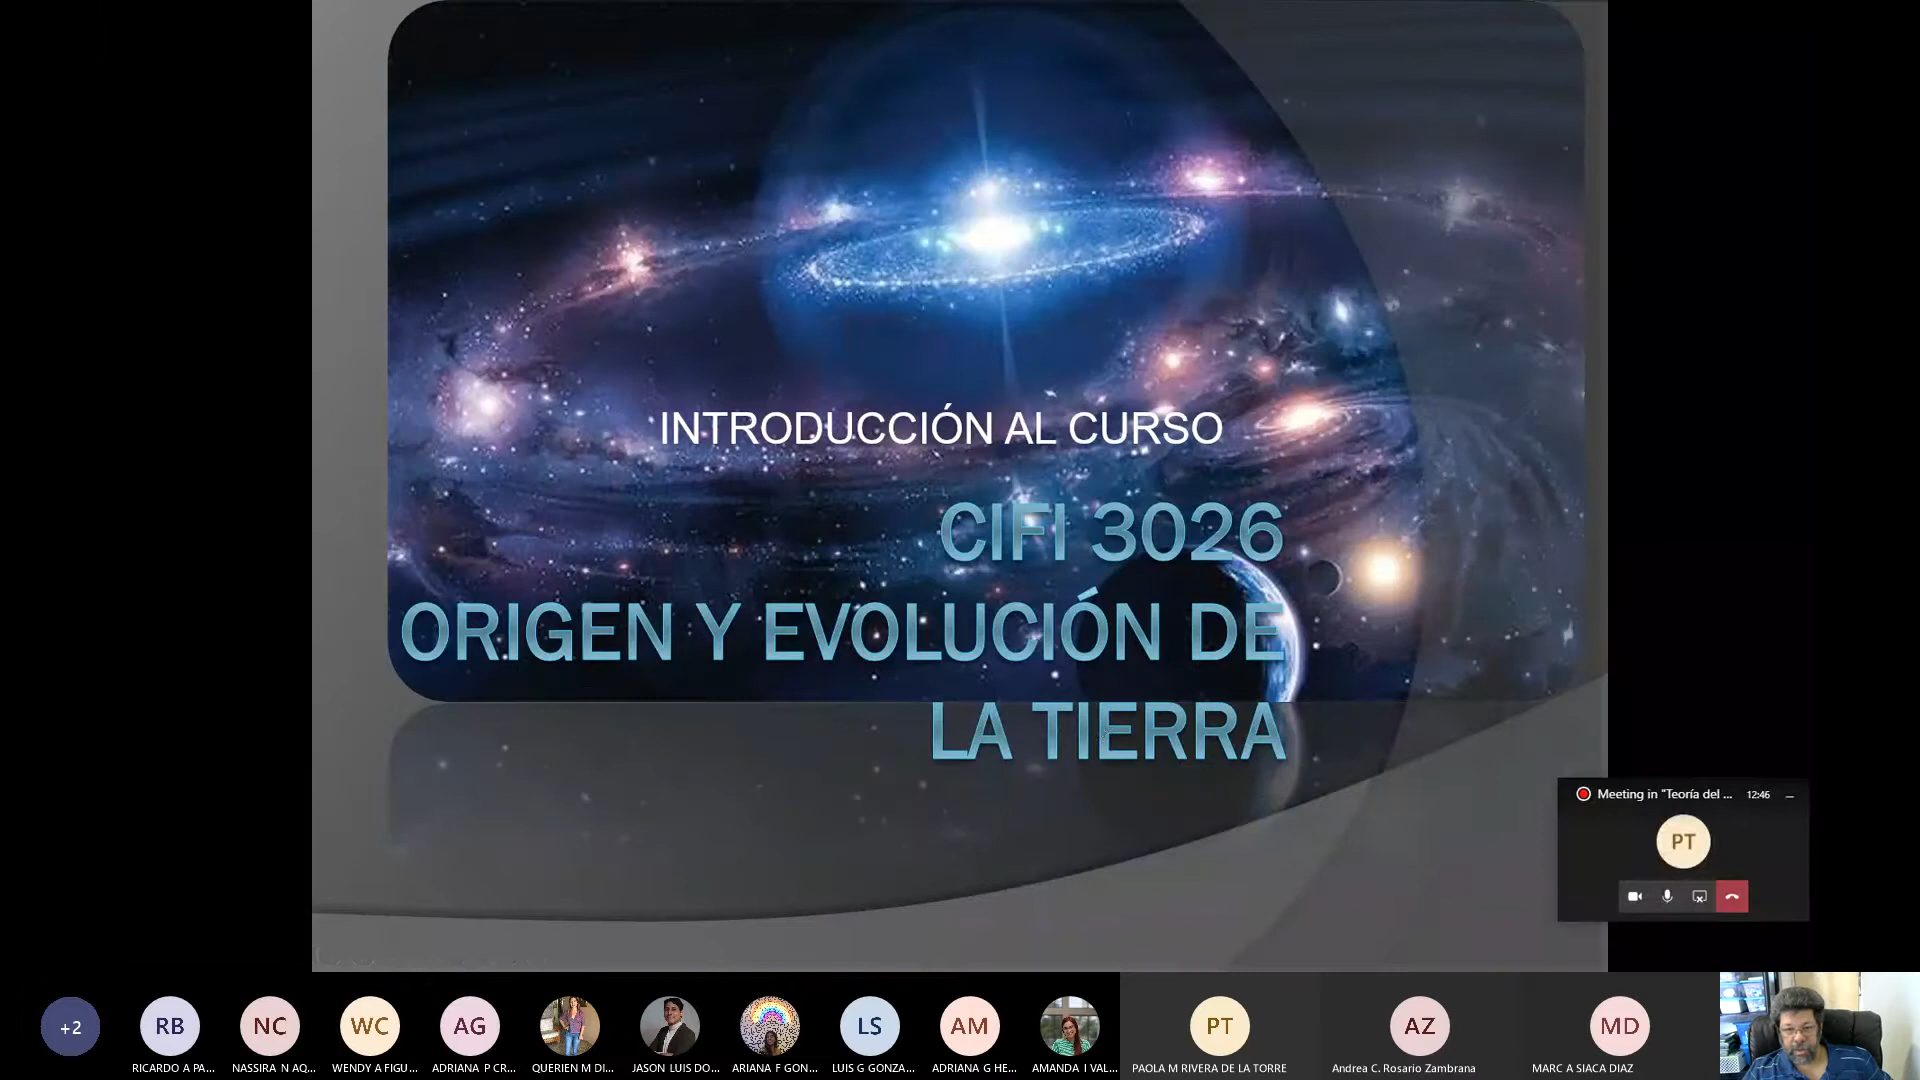 INTRODUCCIÓN AL CURSO
CIFI 3026
ORIGEN Y EVOLUCIÓN DE
LA TIERRA
Meeting in "Teoría del ... 12:46
PT
+2
RB
NC
WC
AG
LS
AM
PT
AZ
MD
RICARDO A PA...
NASSIRA N AQ...
WENDY A FIGU...
ADRIANA P CR...
QUERIEN M DI...
JASON LUIS DO...
ARIANA F GON...
LUIS G GONZA...
ADRIANA G HE...
AMANDA I VAL...
PAOLA M RIVERA DE LA TORRE
Andrea C. Rosario Zambrana
MARC A SIACA DIAZ